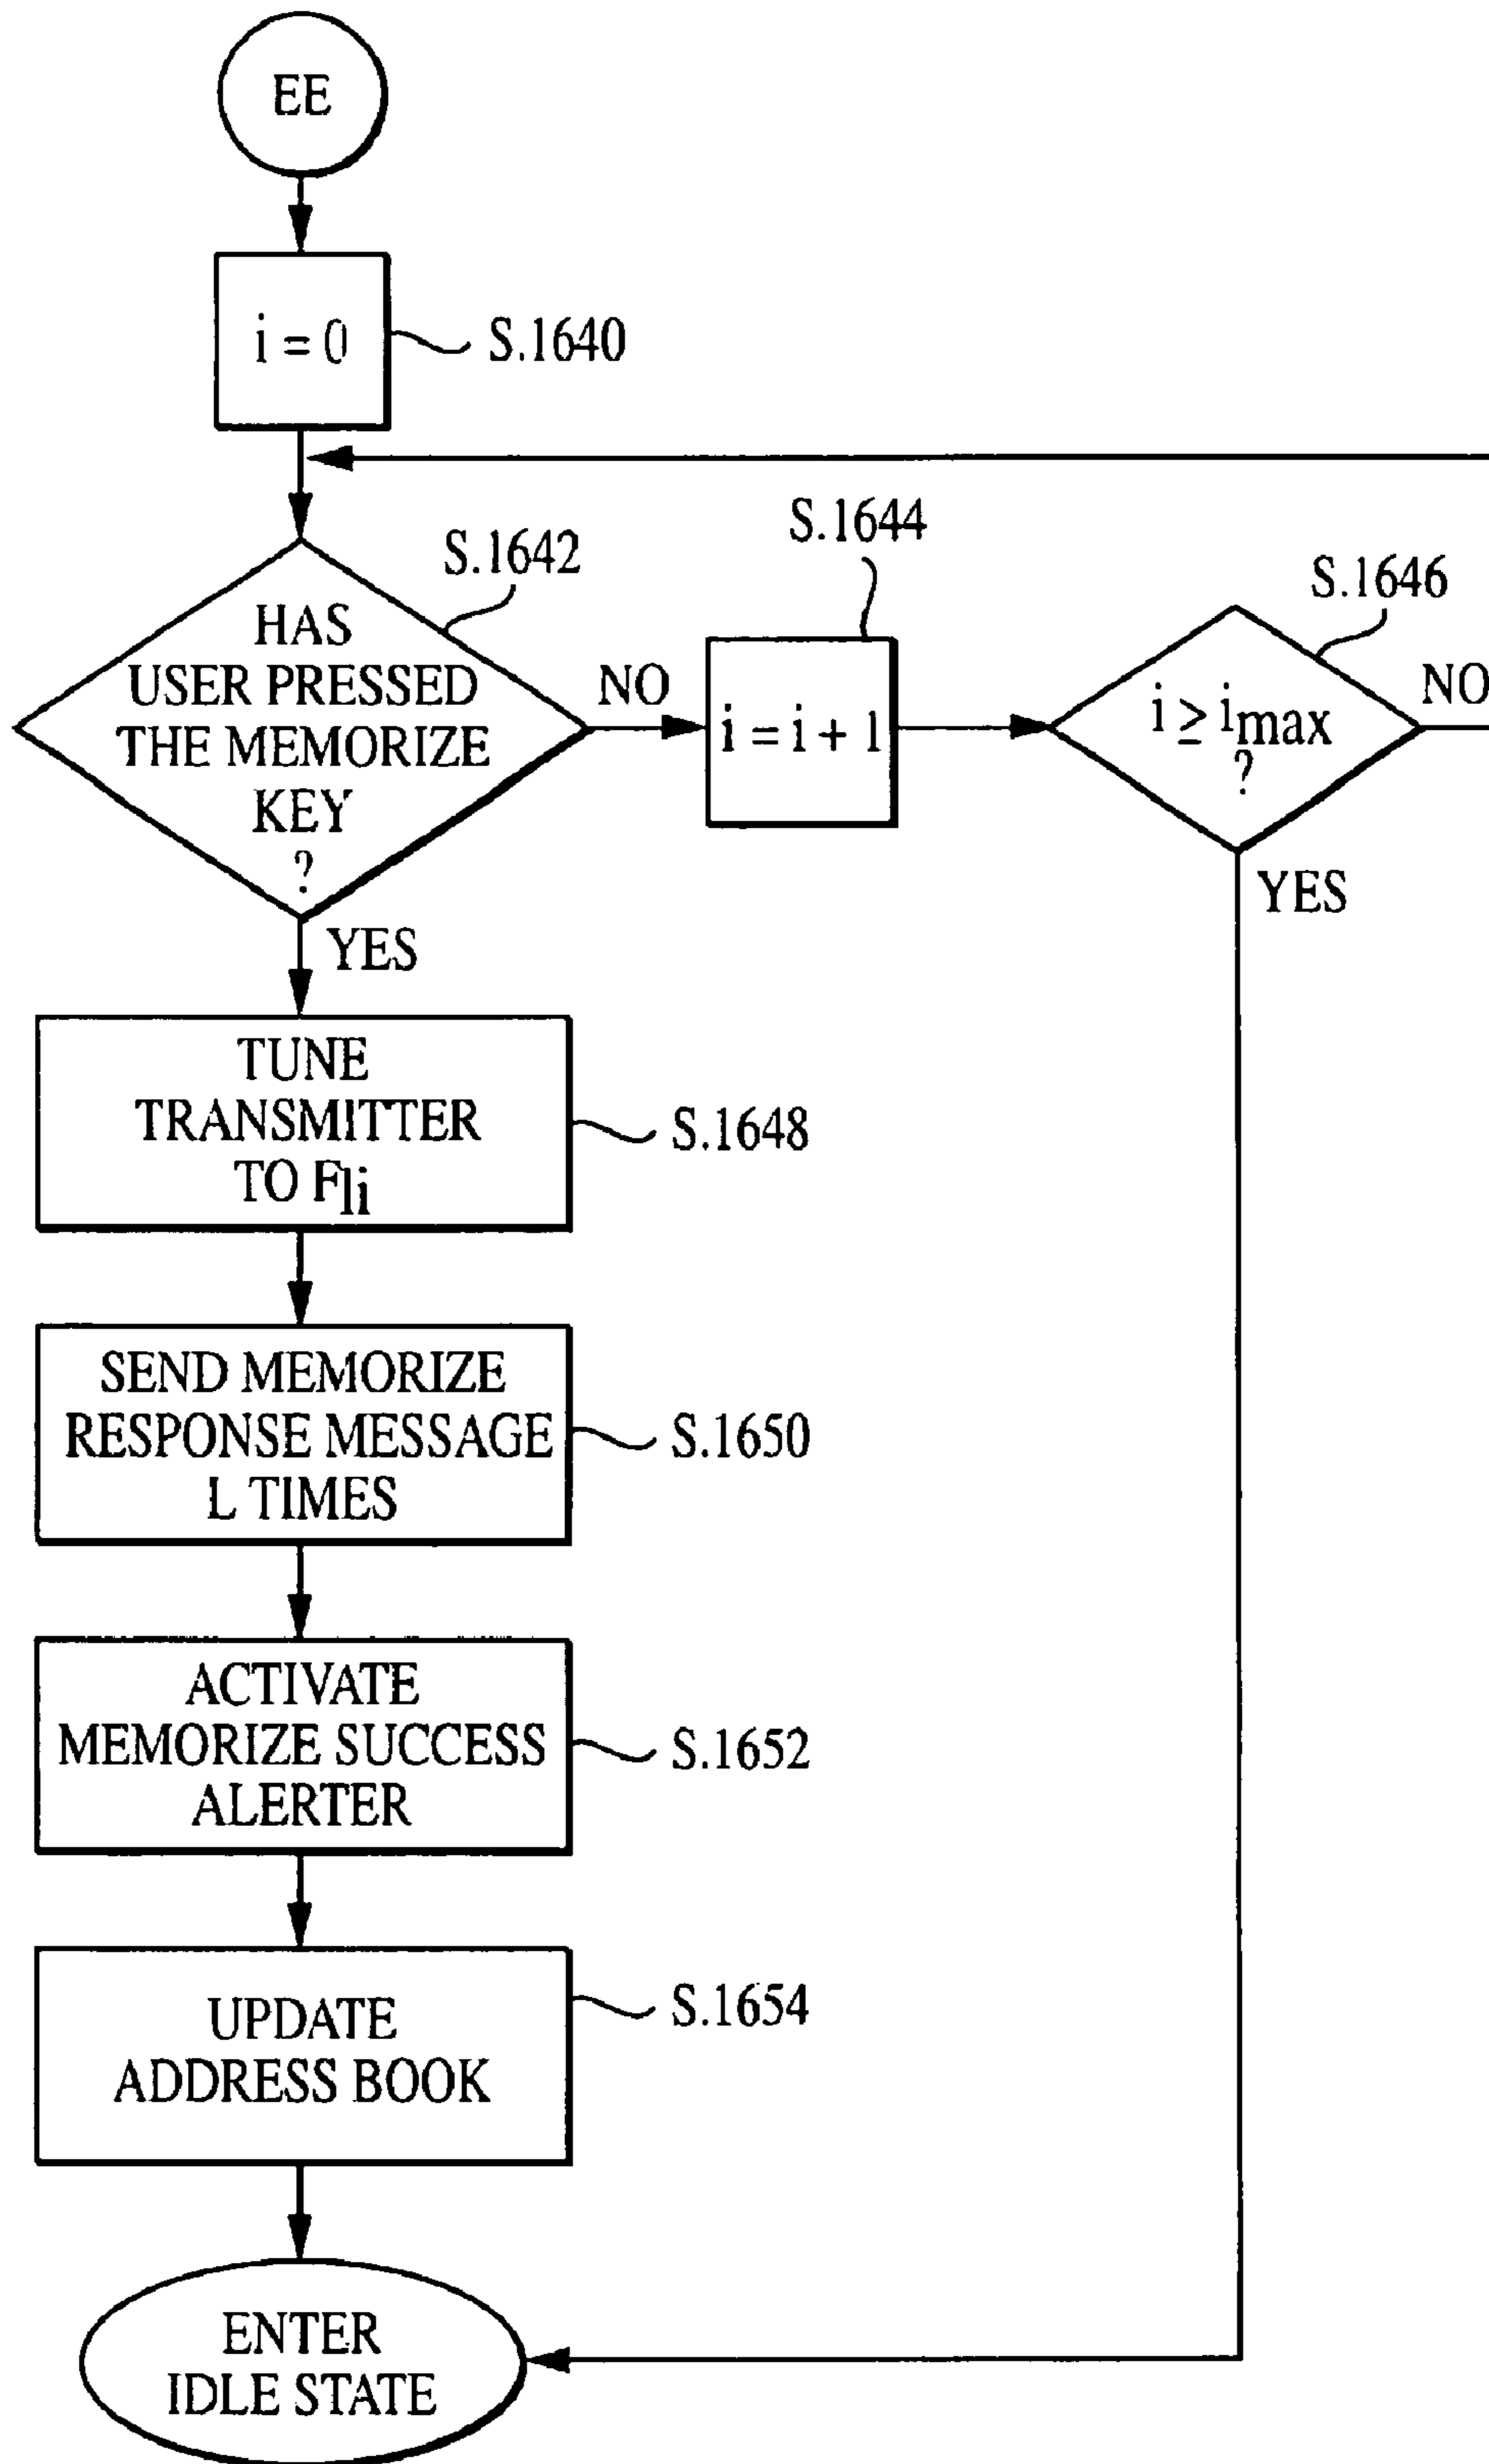 EE
i = 0
S.1640
S.1642
S.1644
S.1646
HAS
USER PRESSED
THE MEMORIZE
KEY
?
NO
i = i + 1
i ≥ imax
?
NO
YES
YES
TUNE
TRANSMITTER
TO Fli
S.1648
SEND MEMORIZE
RESPONSE MESSAGE
L TIMES
S.1650
ACTIVATE
MEMORIZE SUCCESS
ALERTER
S.1652
UPDATE
ADDRESS BOOK
S.1654
ENTER
IDLE STATE